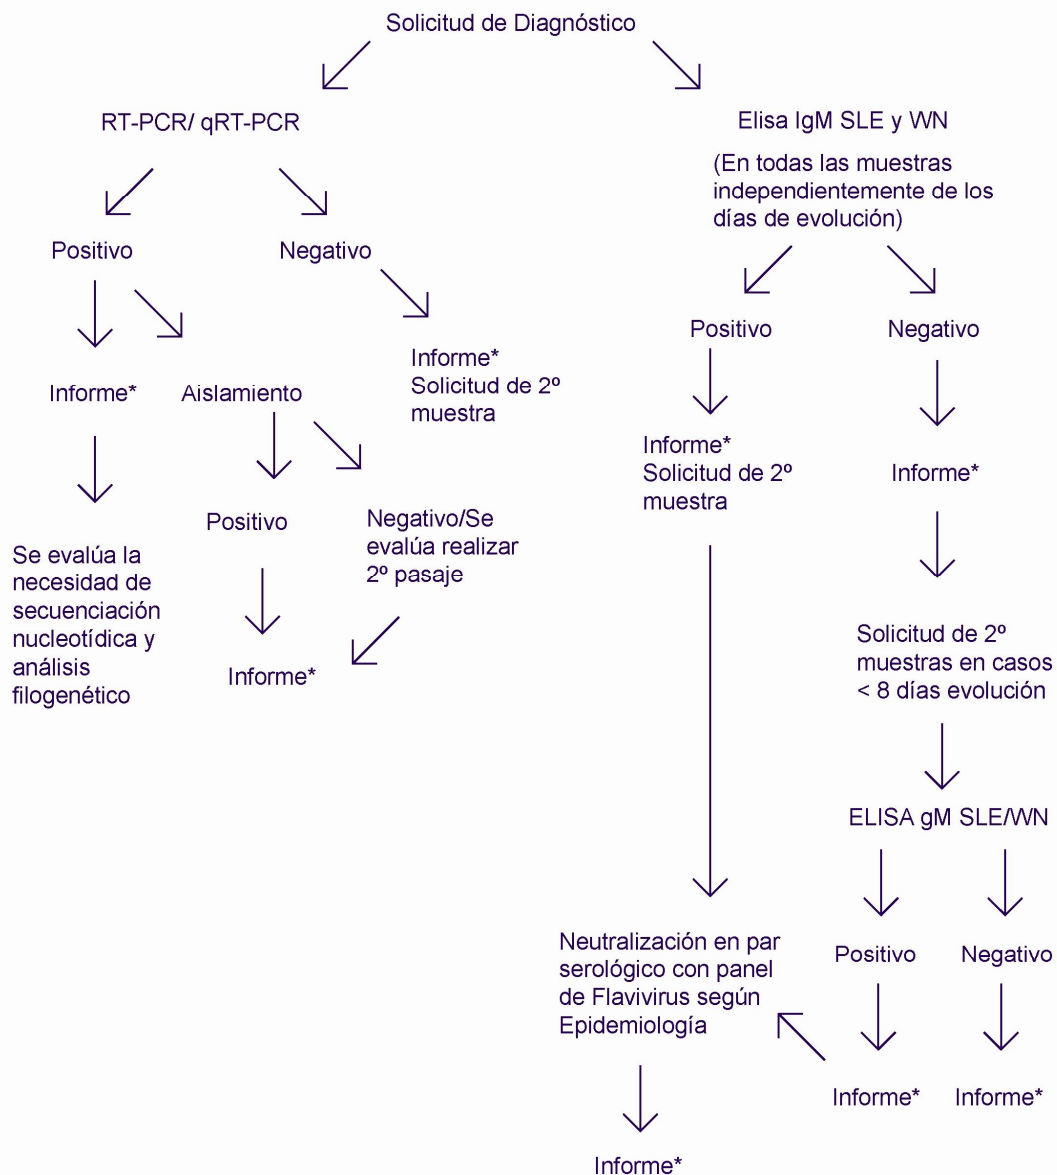 Solicitud de Diagnóstico
RT-PCR/ qRT-PCR
Elisa IgM SLE y WN
(En todas las muestras
independientemente de los
días de evolución)
Positivo
Negativo
Positivo
Negativo
Informe*
Aislamiento
Informe*
Solicitud de 2º
muestra
Informe*
Solicitud de 2º
muestra
Informe*
Se evalúa la
necesidad de
secuenciación
nucleotídica y
análisis
filogenético
Positivo
Negativo/Se
evalúa realizar
2º pasaje
Informe*
Solicitud de 2º
muestras en casos
< 8 días evolución
ELISA gM SLE/WN
Neutralización en par
serológico con panel
de Flavivirus según
Epidemiología
Positivo
Negativo
Informe*
Informe*
Informe*